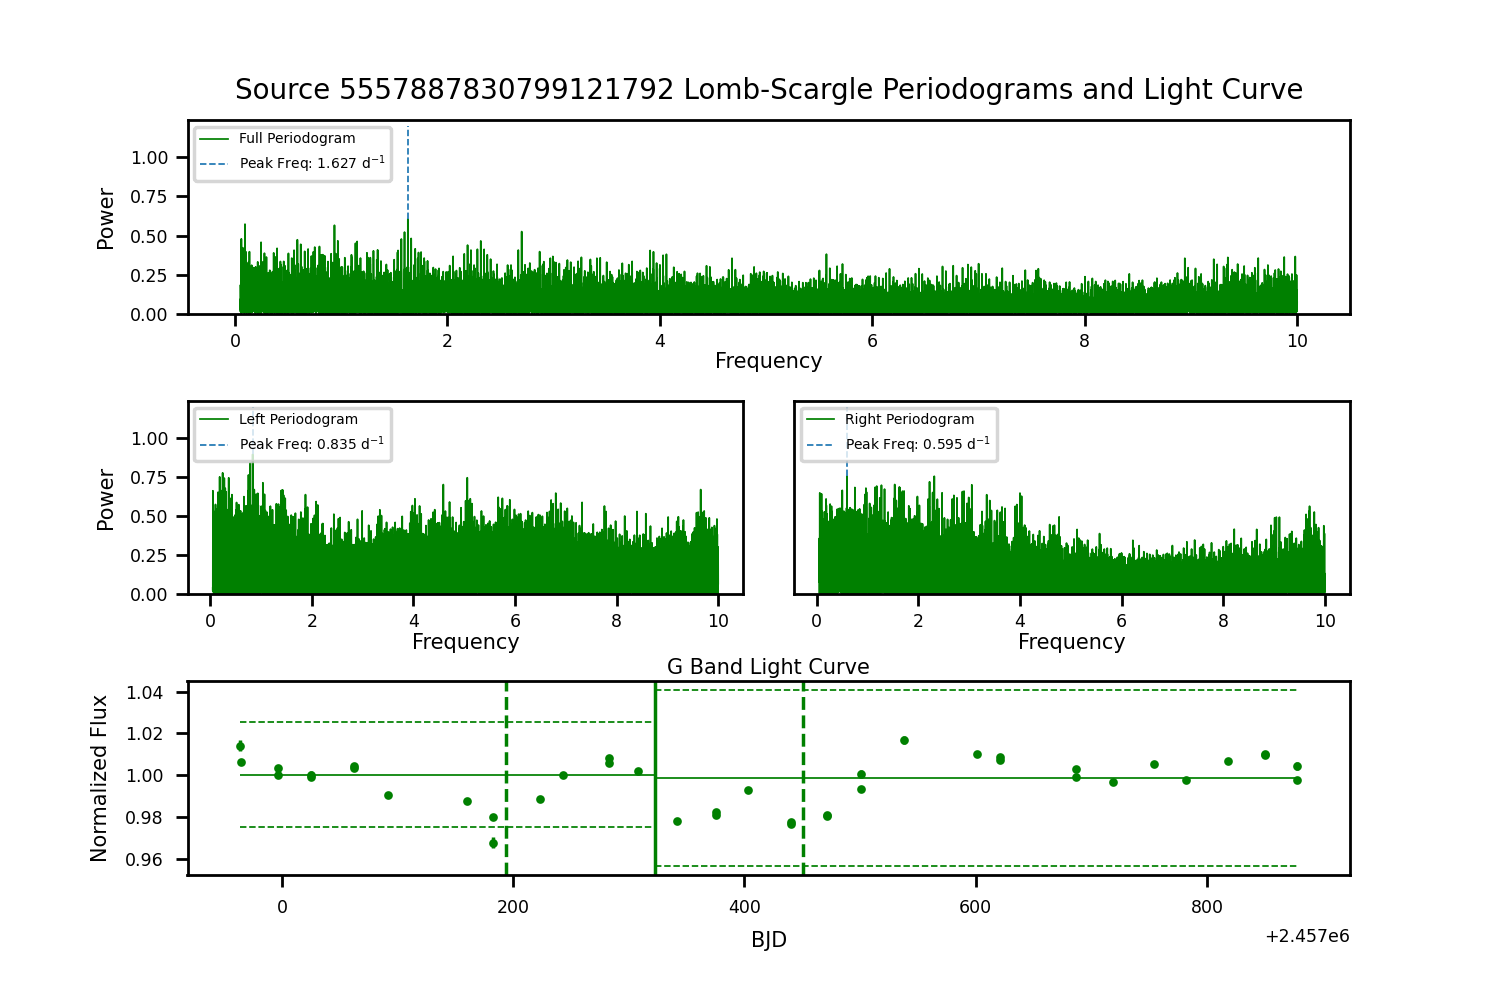 Source 5557887830799121792 Lomb-Scargle Periodograms and Light Curve
Full Periodogram
Peak Freq: 1.627 d⁻¹
Power
1.00
0.75
0.50
0.25
0.00
0 2 4 6 8 10
Frequency
Left Periodogram
Peak Freq: 0.835 d⁻¹
Power
1.00
0.75
0.50
0.25
0.00
0 2 4 6 8 10
Frequency
Right Periodogram
Peak Freq: 0.595 d⁻¹
0 2 4 6 8 10
Frequency
G Band Light Curve
Normalized Flux
1.04
1.02
1.00
0.98
0.96
0 200 400 600 800
BJD
+2.457e6